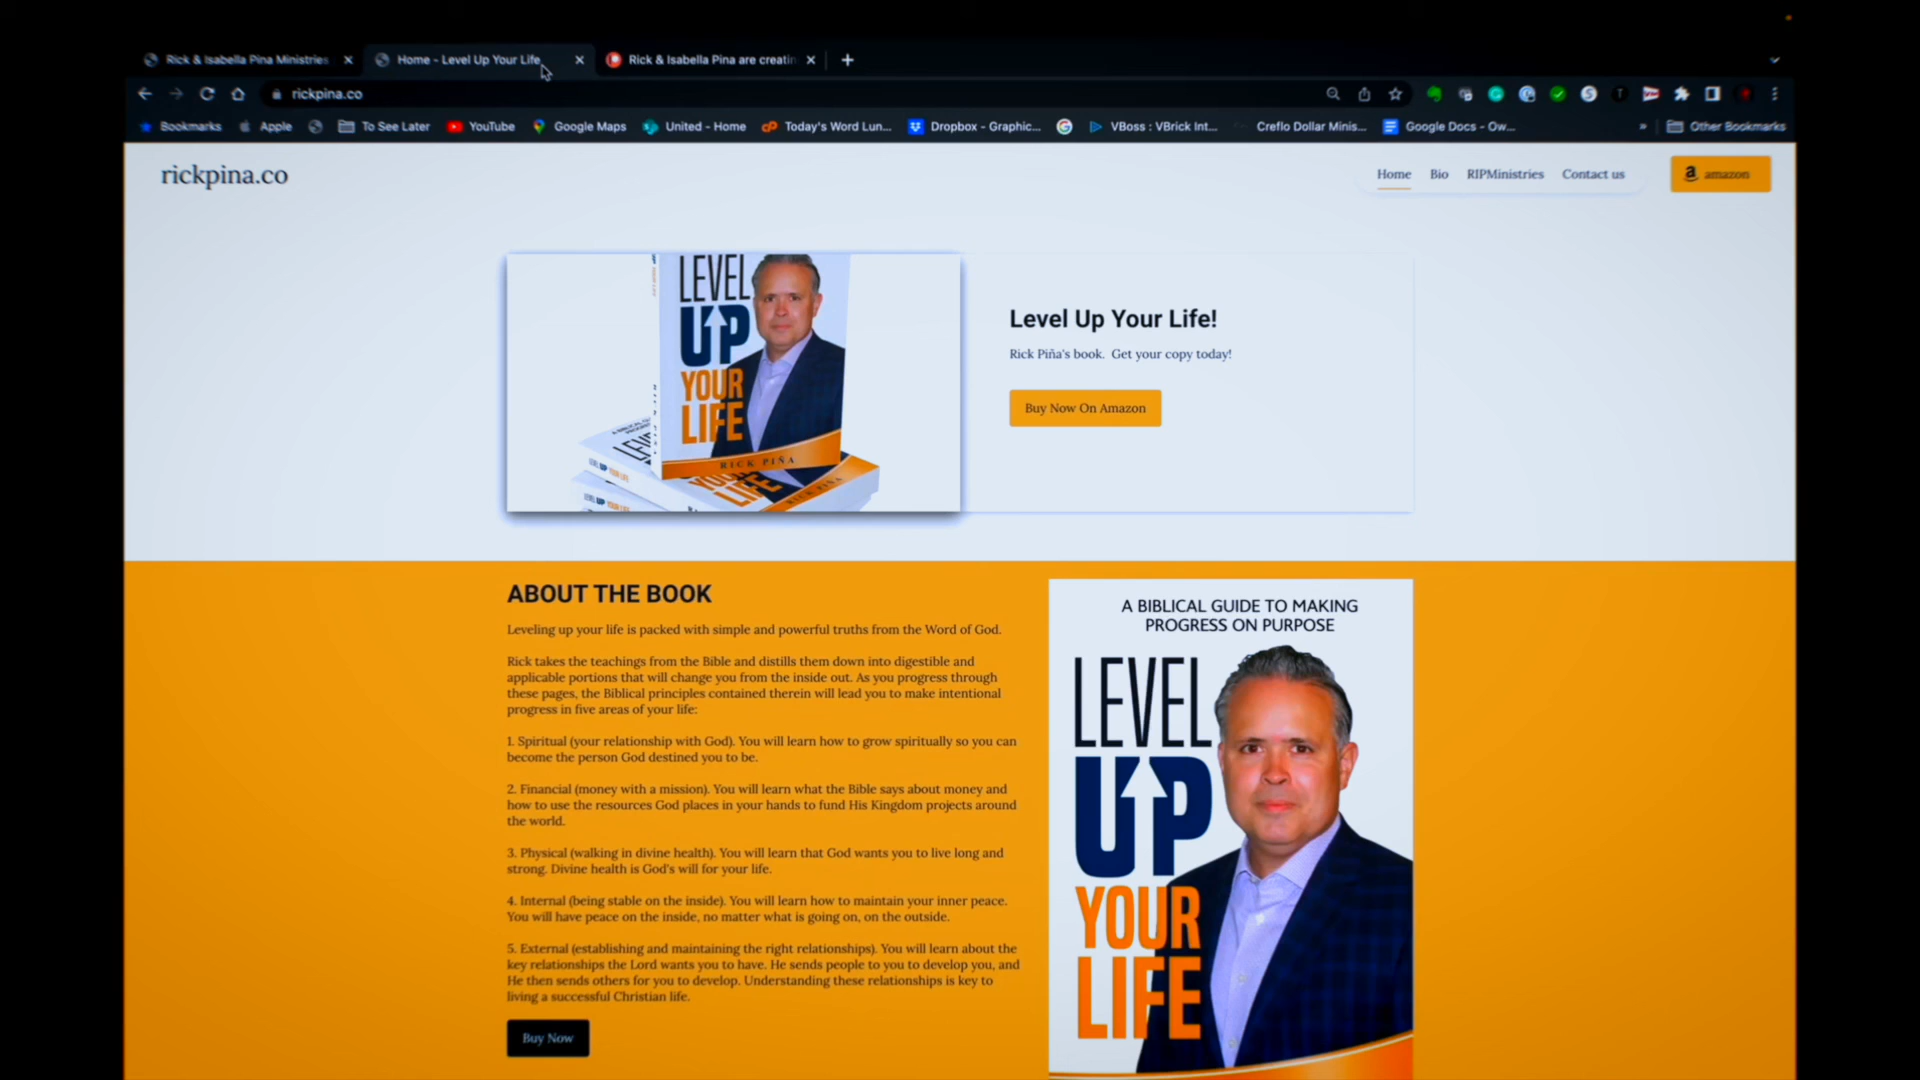 Rick & Isabella Pina Ministries
Home - Level Up Your Life
Rick & Isabella Pina are creatin
rickpina.co
Bookmarks
Apple
To See Later
YouTube
Google Maps
United - Home
Today's Word Lun...
Dropbox - Graphic...
VBoss : VBrick Int...
Creflo Dollar Minis...
Google Docs - Ow...
»
Other Bookmarks
rickpina.co
Home
Bio
RIPMinistries
Contact us
amazon
LEVEL
UP
YOUR
LIFE
RICK PIÑA
Level Up Your Life!
Rick Piña's book. Get your copy today!
Buy Now On Amazon
ABOUT THE BOOK
Leveling up your life is packed with simple and powerful truths from the Word of God.
Rick takes the teachings from the Bible and distills them down into digestible and
applicable portions that will change you from the inside out. As you progress through
these pages, the Biblical principles contained therein will lead you to make intentional
progress in five areas of your life:
1. Spiritual (your relationship with God). You will learn how to grow spiritually so you can
become the person God destined you to be.
2. Financial (money with a mission). You will learn what the Bible says about money and
how to use the resources God places in your hands to fund His Kingdom projects around
the world.
3. Physical (walking in divine health). You will learn that God wants you to live long and
strong. Divine health is God's will for your life.
4. Internal (being stable on the inside). You will learn how to maintain your inner peace.
You will have peace on the inside, no matter what is going on, on the outside.
5. External (establishing and maintaining the right relationships). You will learn about the
key relationships the Lord wants you to have. He sends people to you to develop you, and
He then sends others for you to develop. Understanding these relationships is key to
living a successful Christian life.
Buy Now
A BIBLICAL GUIDE TO MAKING
PROGRESS ON PURPOSE
LEVEL
UP
YOUR
LIFE